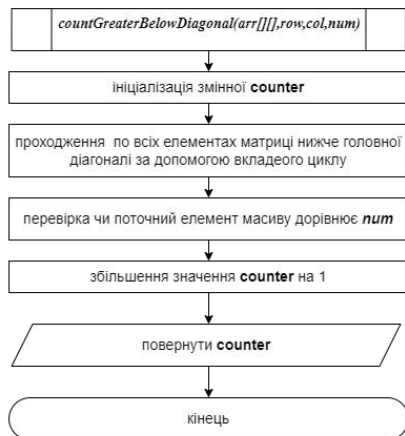 countGreaterBelowDiagonal(arr[][],row,col,num)
ініціалізація змінної counter
проходження по всіх елементах матриці нижче головної
діагоналі за допомогою вкладеого циклу
перевірка чи поточний елемент масиву дорівнює num
збільшення значення counter на 1
повернути counter
кінець